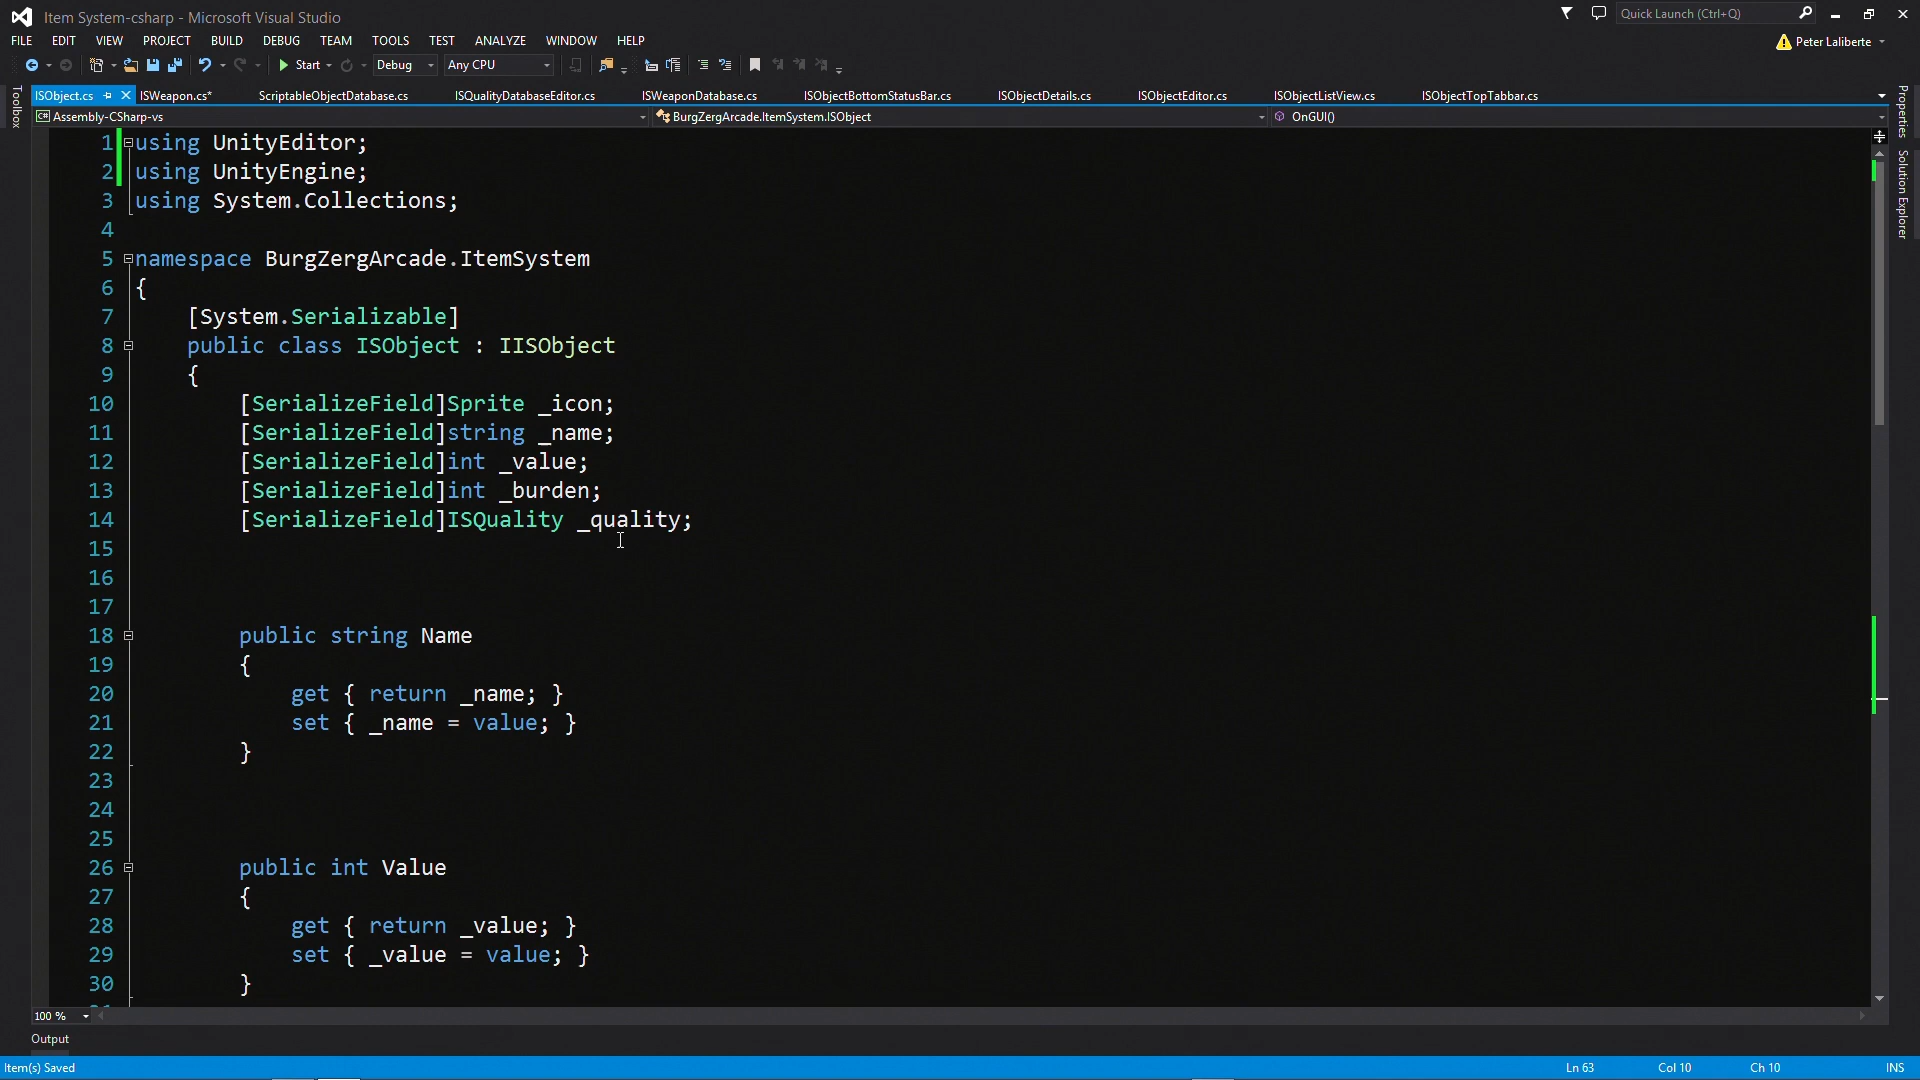 Item System-csharp - Microsoft Visual Studio
Quick Launch (Ctrl+Q)
FILE EDIT VIEW PROJECT BUILD DEBUG TEAM TOOLS TEST ANALYZE WINDOW HELP
Peter Laliberte
Start Debug Any CPU
Toolbox
ISObject.cs ISWeapon.cs* ScriptableObjectDatabase.cs ISQualityDatabaseEditor.cs ISWeaponDatabase.cs ISObjectBottomStatusBar.cs ISObjectDetails.cs ISObjectEditor.cs ISObjectListView.cs ISObjectTopTabbar.cs
Properties
Solution Explorer
C# Assembly-CSharp-vs BurgZergArcade.ItemSystem.ISObject OnGUI()
1 using UnityEditor;
2 using UnityEngine;
3 using System.Collections;
4
5 namespace BurgZergArcade.ItemSystem
6 {
7 [System.Serializable]
8 public class ISObject : IISObject
9 {
10 [SerializeField]Sprite _icon;
11 [SerializeField]string _name;
12 [SerializeField]int _value;
13 [SerializeField]int _burden;
14 [SerializeField]ISQuality _quality;
15
16
17
18 public string Name
19 {
20 get { return _name; }
21 set { _name = value; }
22 }
23
24
25
26 public int Value
27 {
28 get { return _value; }
29 set { _value = value; }
30 }
100 %
Output
Item(s) Saved Ln 63 Col 10 Ch 10 INS